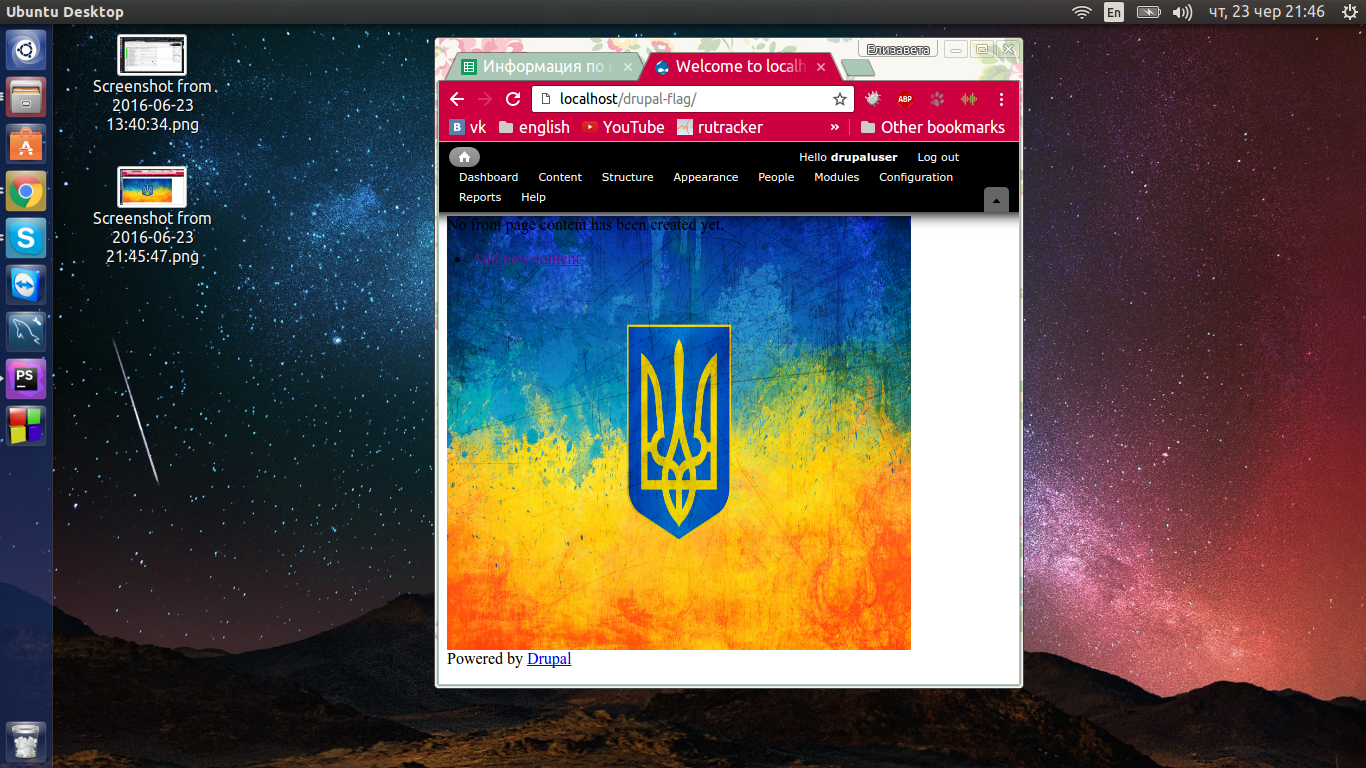 Ubuntu Desktop
En
чт, 23 чер 21:46
Screenshot from
2016-06-23
13:40:34.png
Screenshot from
2016-06-23
21:45:47.png
Елизавета
Информация по
Welcome to localh
localhost/drupal-flag/
ABP
B vk
english
YouTube
rutracker
»
Other bookmarks
Hello drupaluser
Log out
Dashboard Content Structure Appearance People Modules Configuration
Reports Help
No front page content has been created yet.
Add new content
Powered by Drupal
S
PS